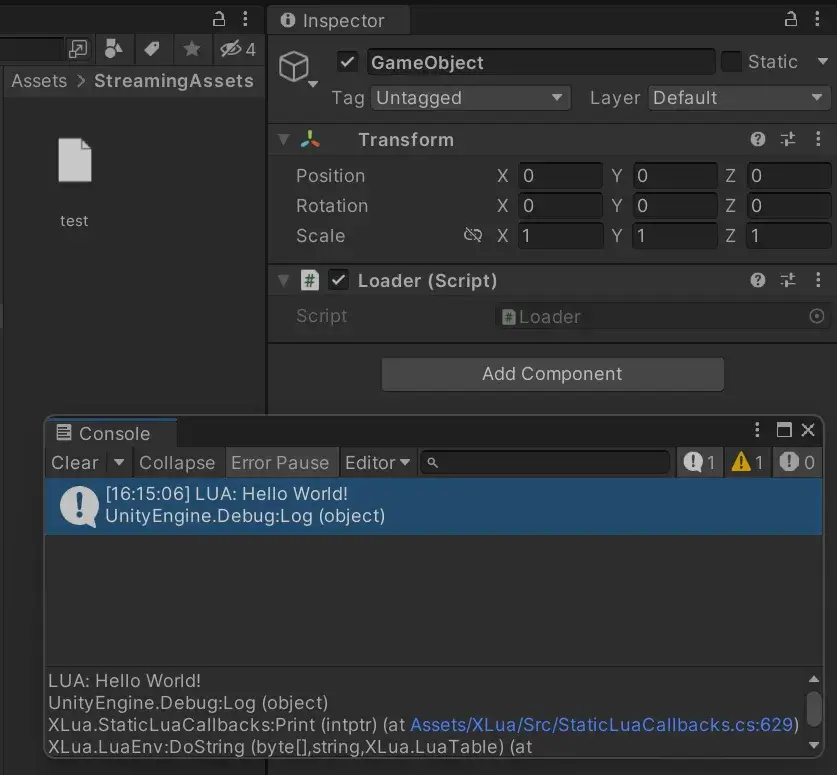 Inspector
4
Assets > StreamingAssets
test
GameObject
Static
Tag Untagged Layer Default
Transform
Position X 0 Y 0 Z 0
Rotation X 0 Y 0 Z 0
Scale X 1 Y 1 Z 1
# Loader (Script)
Script # Loader
Add Component
Console
Clear Collapse Error Pause Editor 1 1 0
[16:15:06] LUA: Hello World!
UnityEngine.Debug:Log (object)
LUA: Hello World!
UnityEngine.Debug:Log (object)
XLua.StaticLuaCallbacks:Print (intptr) (at Assets/XLua/Src/StaticLuaCallbacks.cs:629)
XLua.LuaEnv:DoString (byte[],string,XLua.LuaTable) (at